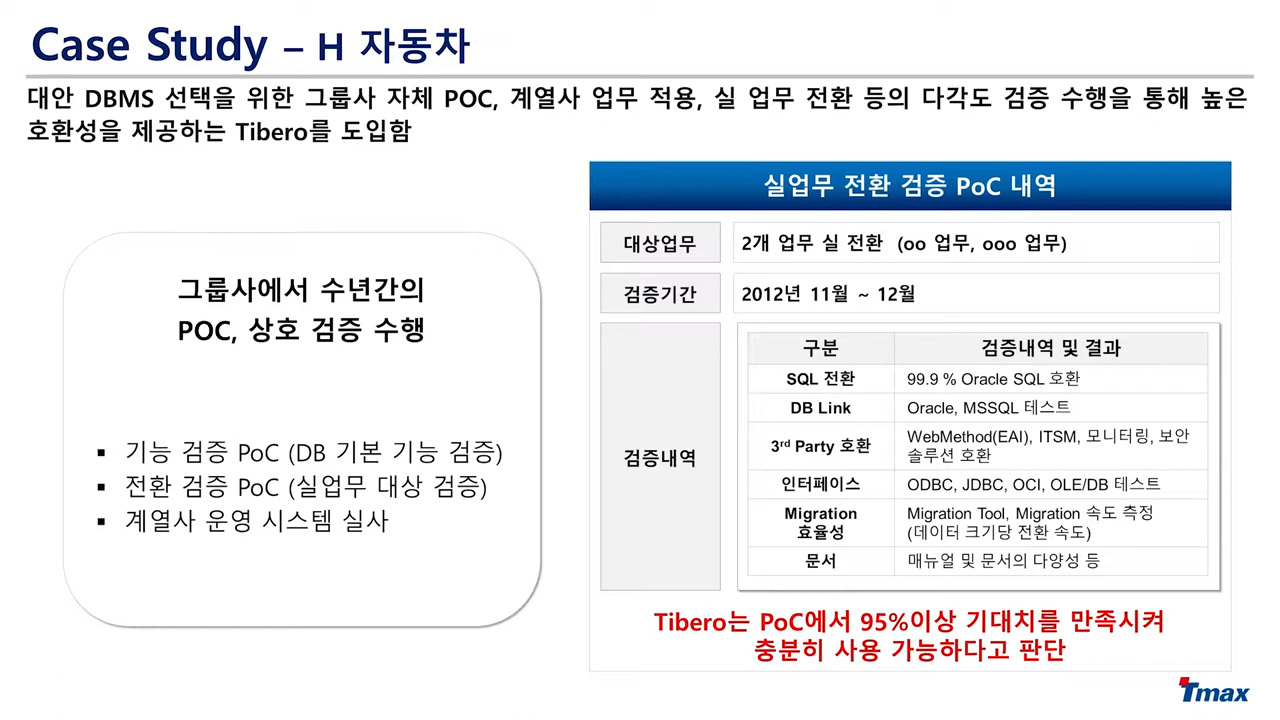 Case Study – H 자동차
대안 DBMS 선택을 위한 그룹사 자체 POC, 계열사 업무 적용, 실 업무 전환 등의 다각도 검증 수행을 통해 높은
호환성을 제공하는 Tibero를 도입함
그룹사에서 수년간의
POC, 상호 검증 수행
▪ 기능 검증 PoC (DB 기본 기능 검증)
▪ 전환 검증 PoC (실업무 대상 검증)
▪ 계열사 운영 시스템 실사
실업무 전환 검증 PoC 내역
대상업무 2개 업무 실 전환 (oo 업무, ooo 업무)
검증기간 2012년 11월 ~ 12월
검증내역
구분 검증내역 및 결과
SQL 전환 99.9 % Oracle SQL 호환
DB Link Oracle, MSSQL 테스트
3rd Party 호환 WebMethod(EAI), ITSM, 모니터링, 보안
솔루션 호환
인터페이스 ODBC, JDBC, OCI, OLE/DB 테스트
Migration 효율성 Migration Tool, Migration 속도 측정
(데이터 크기당 전환 속도)
문서 매뉴얼 및 문서의 다양성 등
Tibero는 PoC에서 95%이상 기대치를 만족시켜
충분히 사용 가능하다고 판단
Tmax